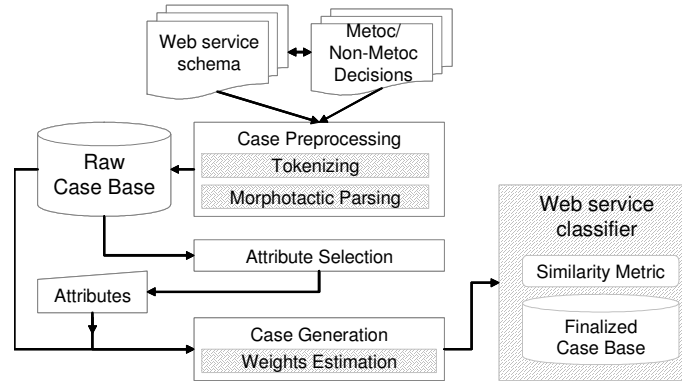 Web service
schema
Metoc/
Non-Metoc
Decisions
Case Preprocessing
Tokenizing
Morphotactic Parsing
Raw
Case Base
Attribute Selection
Attributes
Case Generation
Weights Estimation
Web service
classifier
Similarity Metric
Finalized
Case Base